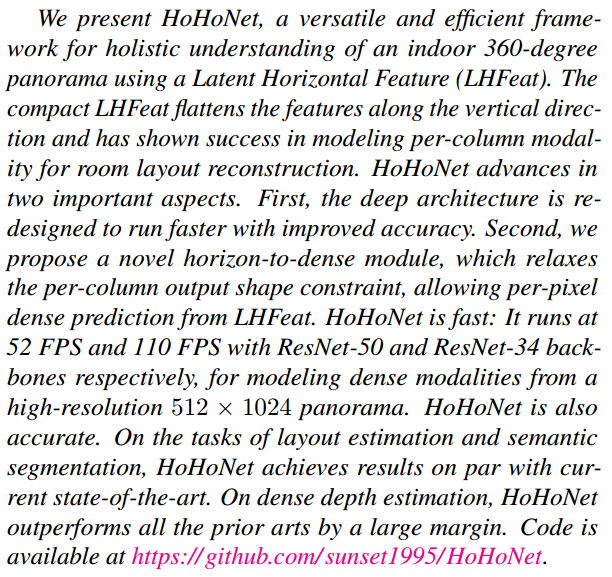 We present HoHoNet, a versatile and efficient frame-
work for holistic understanding of an indoor 360-degree
panorama using a Latent Horizontal Feature (LHFeat). The
compact LHFeat flattens the features along the vertical direc-
tion and has shown success in modeling per-column modal-
ity for room layout reconstruction. HoHoNet advances in
two important aspects. First, the deep architecture is re-
designed to run faster with improved accuracy. Second, we
propose a novel horizon-to-dense module, which relaxes
the per-column output shape constraint, allowing per-pixel
dense prediction from LHFeat. HoHoNet is fast: It runs at
52 FPS and 110 FPS with ResNet-50 and ResNet-34 back-
bones respectively, for modeling dense modalities from a
high-resolution 512 × 1024 panorama. HoHoNet is also
accurate. On the tasks of layout estimation and semantic
segmentation, HoHoNet achieves results on par with cur-
rent state-of-the-art. On dense depth estimation, HoHoNet
outperforms all the prior arts by a large margin. Code is
available at https://github.com/sunset1995/HoHoNet.